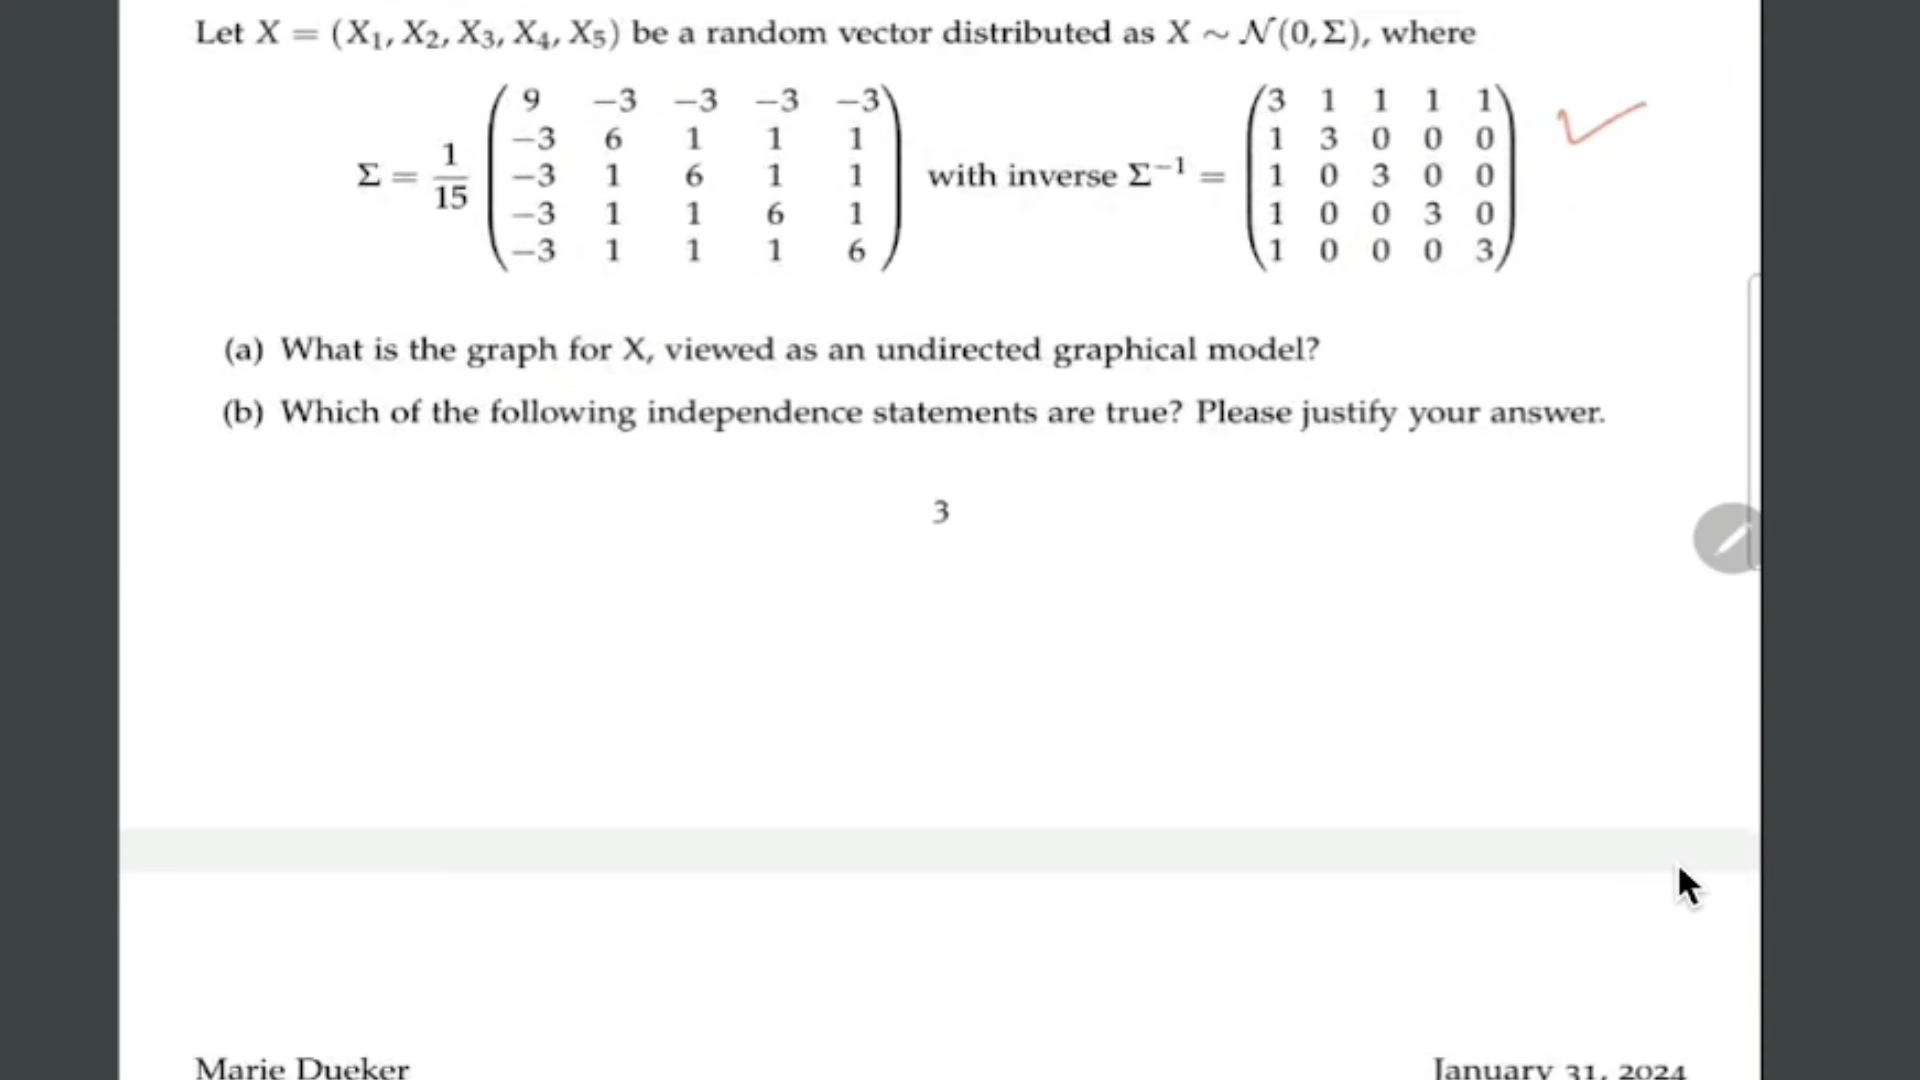 Let X = (X₁, X₂, X₃, X₄, X₅) be a random vector distributed as X ∼ 𝒩(0, Σ), where
Σ = 1/15 (9 −3 −3 −3 −3
−3 6 1 1 1
−3 1 6 1 1
−3 1 1 6 1
−3 1 1 1 6) with inverse Σ⁻¹ = (3 1 1 1 1
1 3 0 0 0
1 0 3 0 0
1 0 0 3 0
1 0 0 0 3)
(a) What is the graph for X, viewed as an undirected graphical model?
(b) Which of the following independence statements are true? Please justify your answer.
3
Marie Dueker January 31, 2024